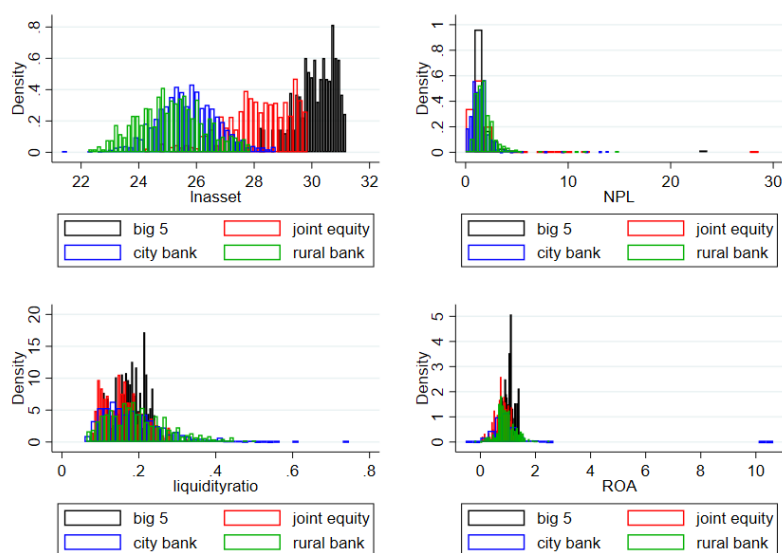 Density
0 .2 .4 .6 .8
22 24 26 28 30 32
lnasset
big 5 joint equity
city bank rural bank
Density
0 .2 .4 .6 .8 1
0 10 20 30
NPL
big 5 joint equity
city bank rural bank
Density
0 5 10 15 20
0 .2 .4 .6 .8
liquidityratio
big 5 joint equity
city bank rural bank
Density
0 1 2 3 4 5
0 2 4 6 8 10
ROA
big 5 joint equity
city bank rural bank